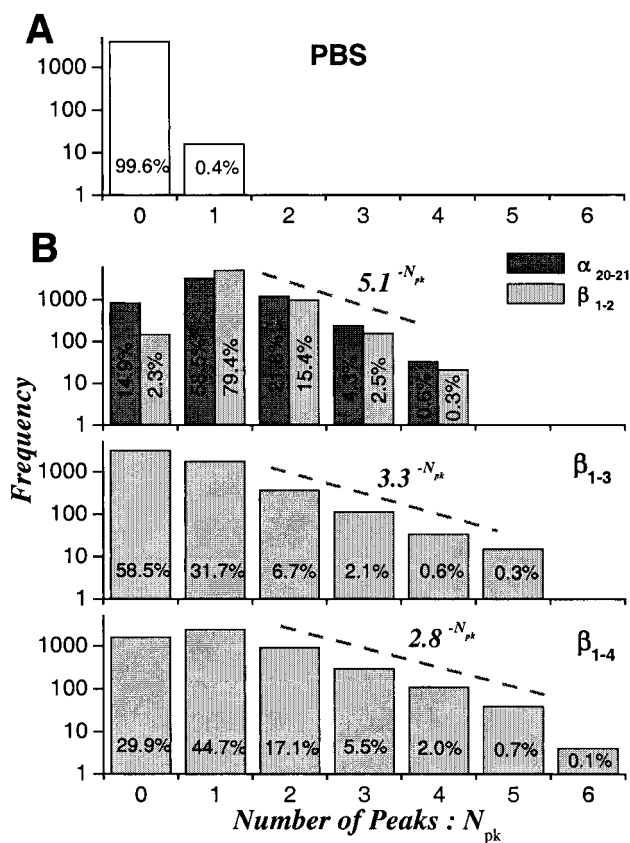 A
PBS
1000
100
10
1
99.6% 0.4%
0 1 2 3 4 5 6
B
α 20-21
β 1-2
5.1 -Npk
1000
100
10
1
14.9% 2.3% 79.4% 15.4% 4.3% 2.5% 0.6% 0.3%
β1-3
3.3 -Npk
1000
100
10
1
58.5% 31.7% 6.7% 2.1% 0.6% 0.3%
β1-4
2.8 -Npk
1000
100
10
1
29.9% 44.7% 17.1% 5.5% 2.0% 0.7% 0.1%
0 1 2 3 4 5 6
Frequency
Number of Peaks : Npk